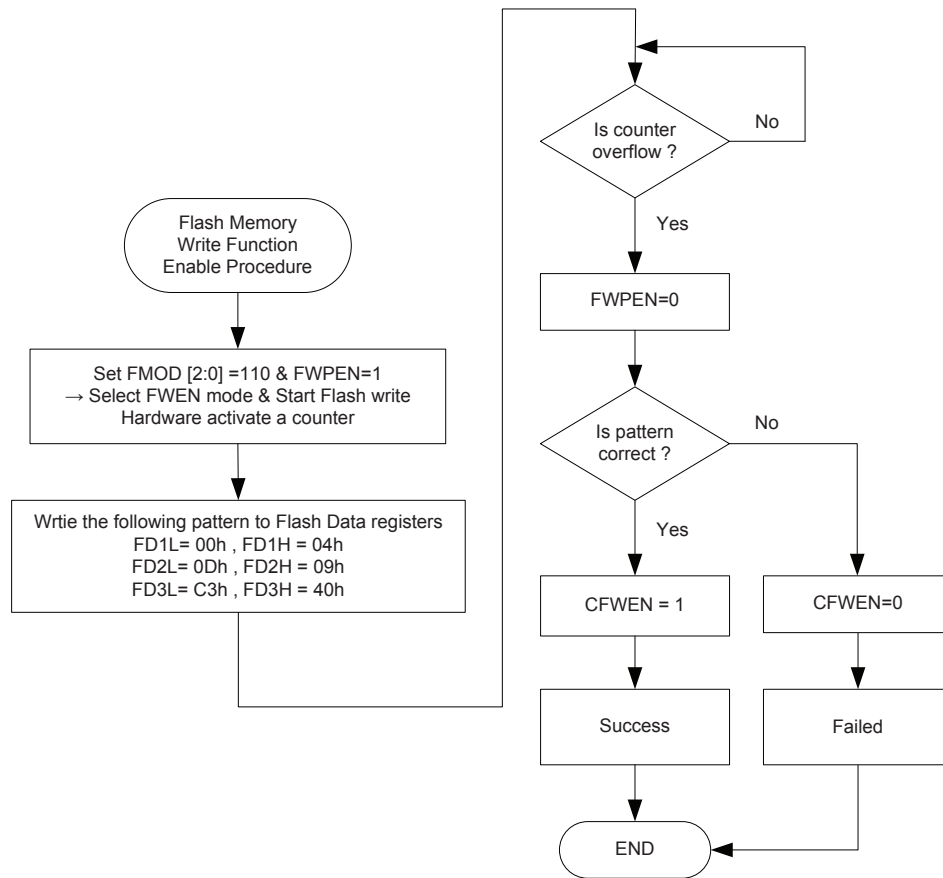 Flash Memory
Write Function
Enable Procedure
Set FMOD [2:0] =110 & FWPEN=1
→ Select FWEN mode & Start Flash write
Hardware activate a counter
Wrtie the following pattern to Flash Data registers
FD1L= 00h , FD1H = 04h
FD2L= 0Dh , FD2H = 09h
FD3L= C3h , FD3H = 40h
Is counter
overflow ?
No
Yes
FWPEN=0
Is pattern
correct ?
No
Yes
CFWEN = 1
CFWEN=0
Success
Failed
END